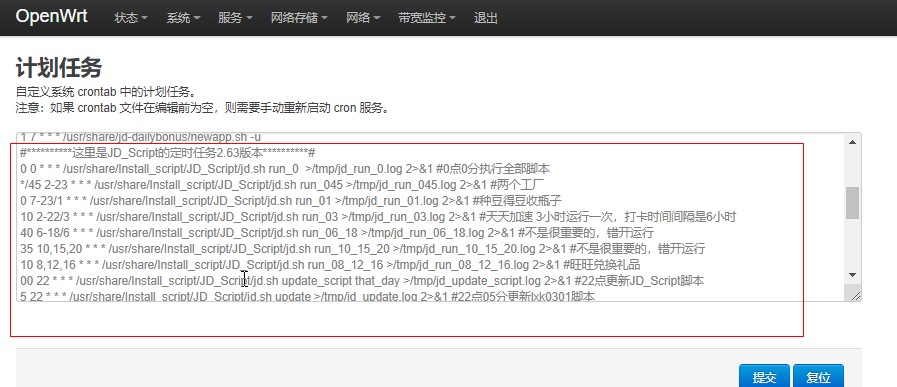 OpenWrt 状态 系统 服务 网络存储 网络 带宽监控 退出
计划任务
自定义系统 crontab 中的计划任务。
注意：如果 crontab 文件在编辑前为空，则需要手动重新启动 cron 服务。
1 7 * * * /usr/share/jd-dailybonus/newapp.sh -u
#**********这里是JD_Script的定时任务2.63版本**********#
0 0 * * * /usr/share/Install_script/JD_Script/jd.sh run_0 >/tmp/jd_run_0.log 2>&1 #0点0分执行全部脚本
*/45 2-23 * * * /usr/share/Install_script/JD_Script/jd.sh run_045 >/tmp/jd_run_045.log 2>&1 #两个工厂
0 7-23/1 * * * /usr/share/Install_script/JD_Script/jd.sh run_01 >/tmp/jd_run_01.log 2>&1 #种豆得豆收瓶子
10 2-22/3 * * * /usr/share/Install_script/JD_Script/jd.sh run_03 >/tmp/jd_run_03.log 2>&1 #天天加速 3小时运行一次，打卡时间间隔是6小时
40 6-18/6 * * * /usr/share/Install_script/JD_Script/jd.sh run_06_18 >/tmp/jd_run_06_18.log 2>&1 #不是很重要的，错开运行
35 10,15,20 * * * /usr/share/Install_script/JD_Script/jd.sh run_10_15_20 >/tmp/jd_run_10_15_20.log 2>&1 #不是很重要的，错开运行
10 8,12,16 * * * /usr/share/Install_script/JD_Script/jd.sh run_08_12_16 >/tmp/jd_run_08_12_16.log 2>&1 #旺旺兑换礼品
00 22 * * * /usr/share/Install_script/JD_Script/jd.sh update_script that_day >/tmp/jd_update_script.log 2>&1 #22点更新JD_Script脚本
5 22 * * * /usr/share/Install_script/JD_Script/jd.sh update >/tmp/jd_update.log 2>&1 #22点05分更新lxk0301脚本
提交 复位